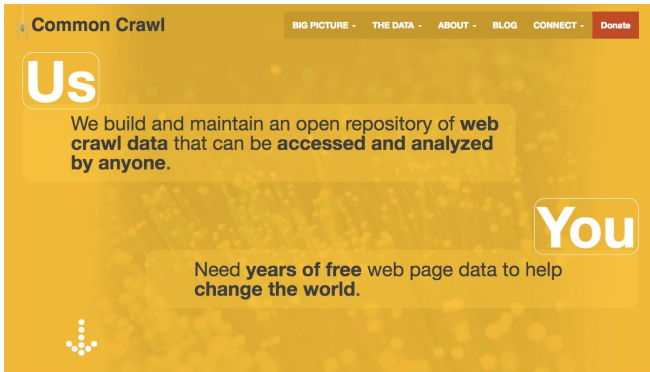 Common Crawl
BIG PICTURE - THE DATA - ABOUT - BLOG CONNECT - Donate
Us
We build and maintain an open repository of web
crawl data that can be accessed and analyzed
by anyone.
You
Need years of free web page data to help
change the world.